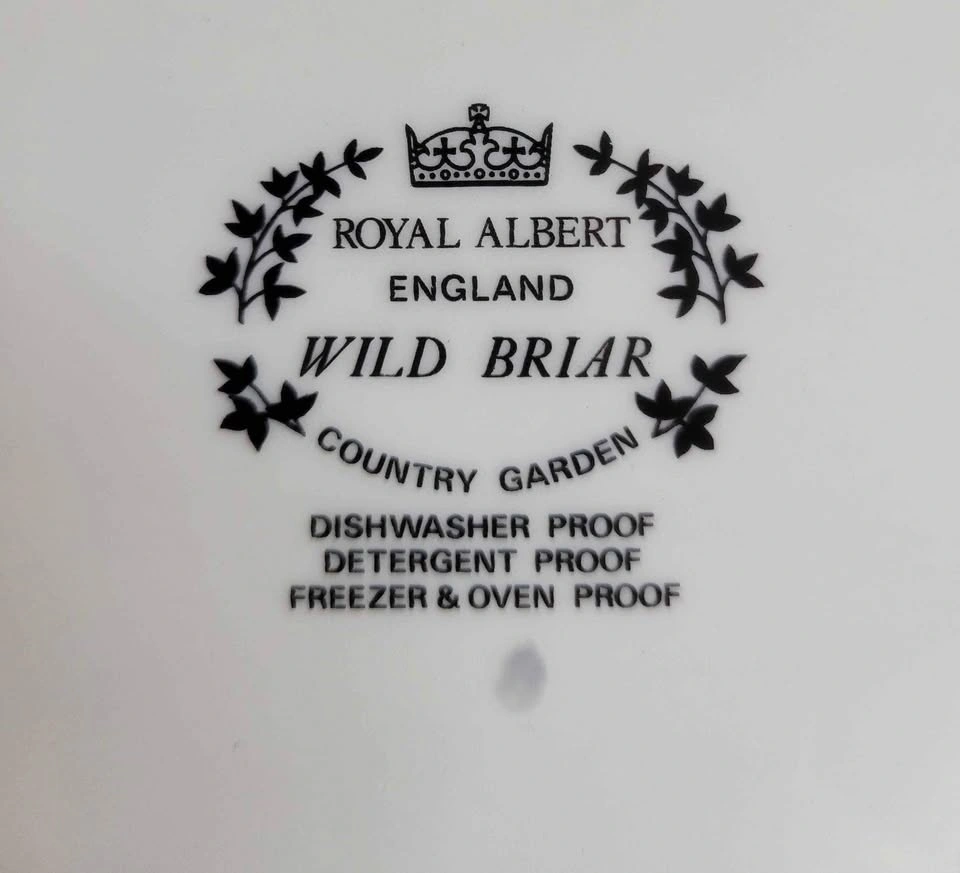 ROYAL ALBERT
ENGLAND
WILD BRIAR
COUNTRY GARDEN
DISHWASHER PROOF
DETERGENT PROOF
FREEZER & OVEN PROOF